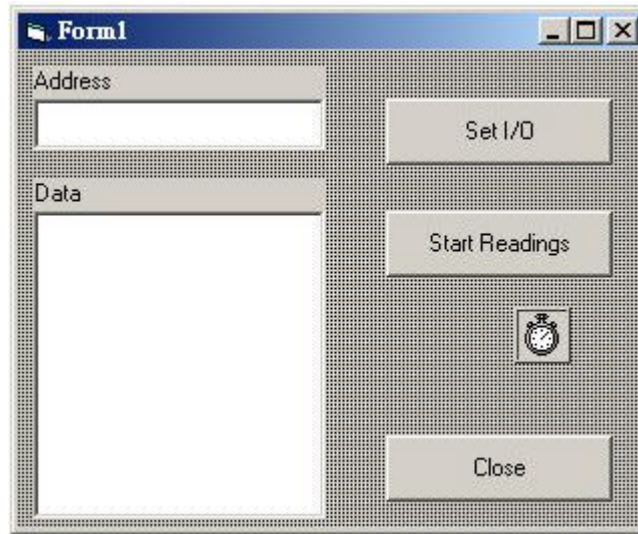 Form1
Address
Set I/O
Data
Start Readings
Close